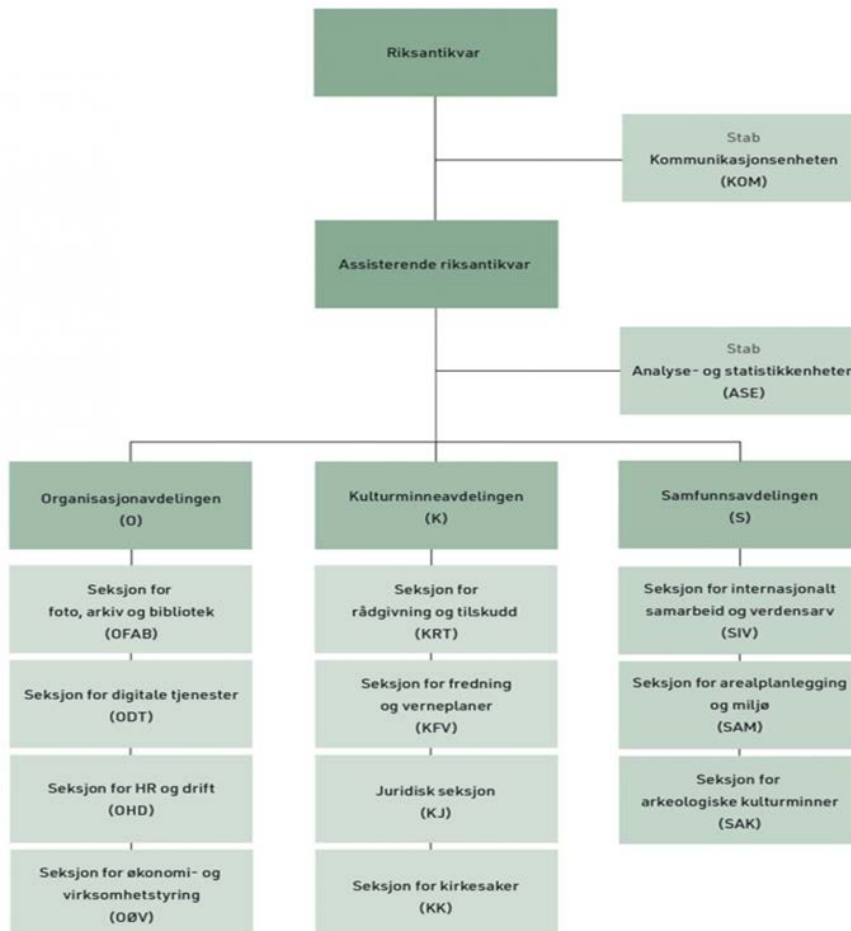 Riksantikvar
Stab
Kommunikasjonsenheten
(KOM)
Assisterende riksantikvar
Stab
Analyse- og statistikkenheten
(ASE)
Organisasjonavdelingen
(O)
Seksjon for
foto, arkiv og bibliotek
(OFAB)
Seksjon for digitale tjenester
(ODT)
Seksjon for HR og drift
(OHD)
Seksjon for økonomi- og
virksomhetstyring
(OØV)
Kulturminneavdelingen
(K)
Seksjon for
rådgivning og tilskudd
(KRT)
Seksjon for fredning
og verneplaner
(KFV)
Juridisk seksjon
(KJ)
Seksjon for kirkesaker
(KK)
Samfunnsavdelingen
(S)
Seksjon for internasjonalt
samarbeid og verdensarv
(SIV)
Seksjon for arealplanlegging
og miljø
(SAM)
Seksjon for
arkeologiske kulturminner
(SAK)